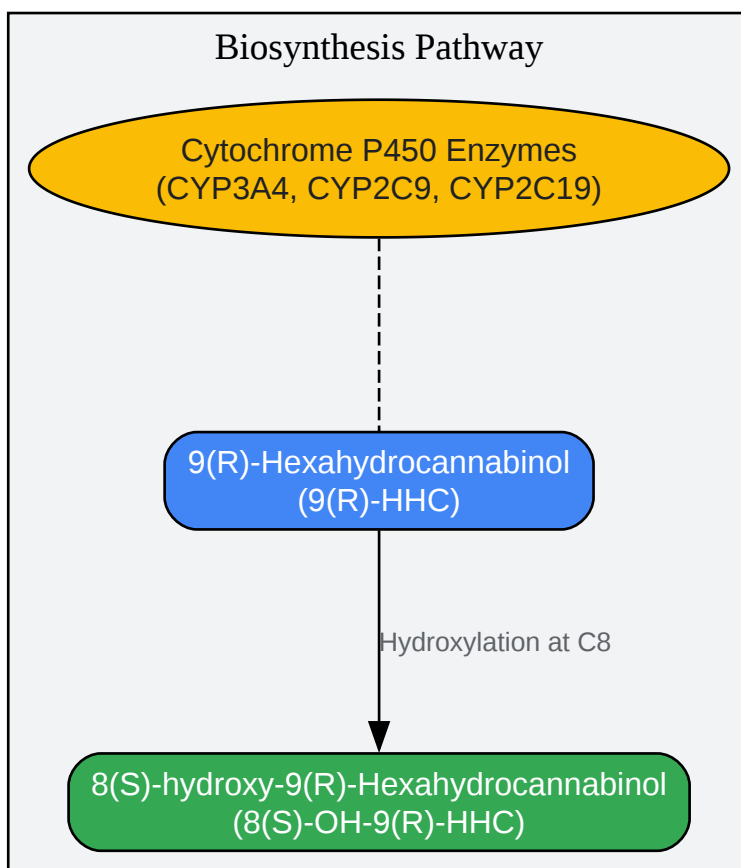 Biosynthesis Pathway
Cytochrome P450 Enzymes
(CYP3A4, CYP2C9, CYP2C19)
9(R)-Hexahydrocannabinol
(9(R)-HHC)
Hydroxylation at C8
8(S)-hydroxy-9(R)-Hexahydrocannabinol
(8(S)-OH-9(R)-HHC)